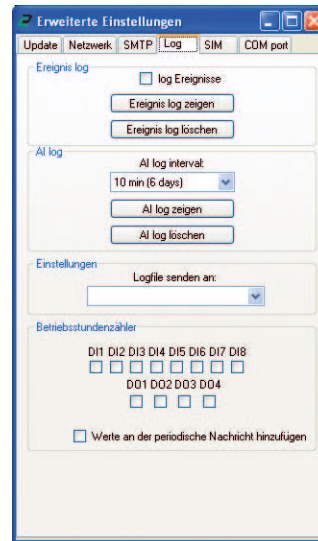 Erweiterte Einstellungen
Update Netzwerk SMTP Log SIM COM port
Ereignis log
log Ereignisse
Ereignis log zeigen
Ereignis log löschen
AI log
AI log interval:
10 min (6 days)
AI log zeigen
AI log löschen
Einstellungen
Logfile senden an:
Betriebsstundenzähler
DI1 DI2 DI3 DI4 DI5 DI6 DI7 DI8
DO1 DO2 DO3 DO4
Werte an der periodische Nachricht hinzufügen